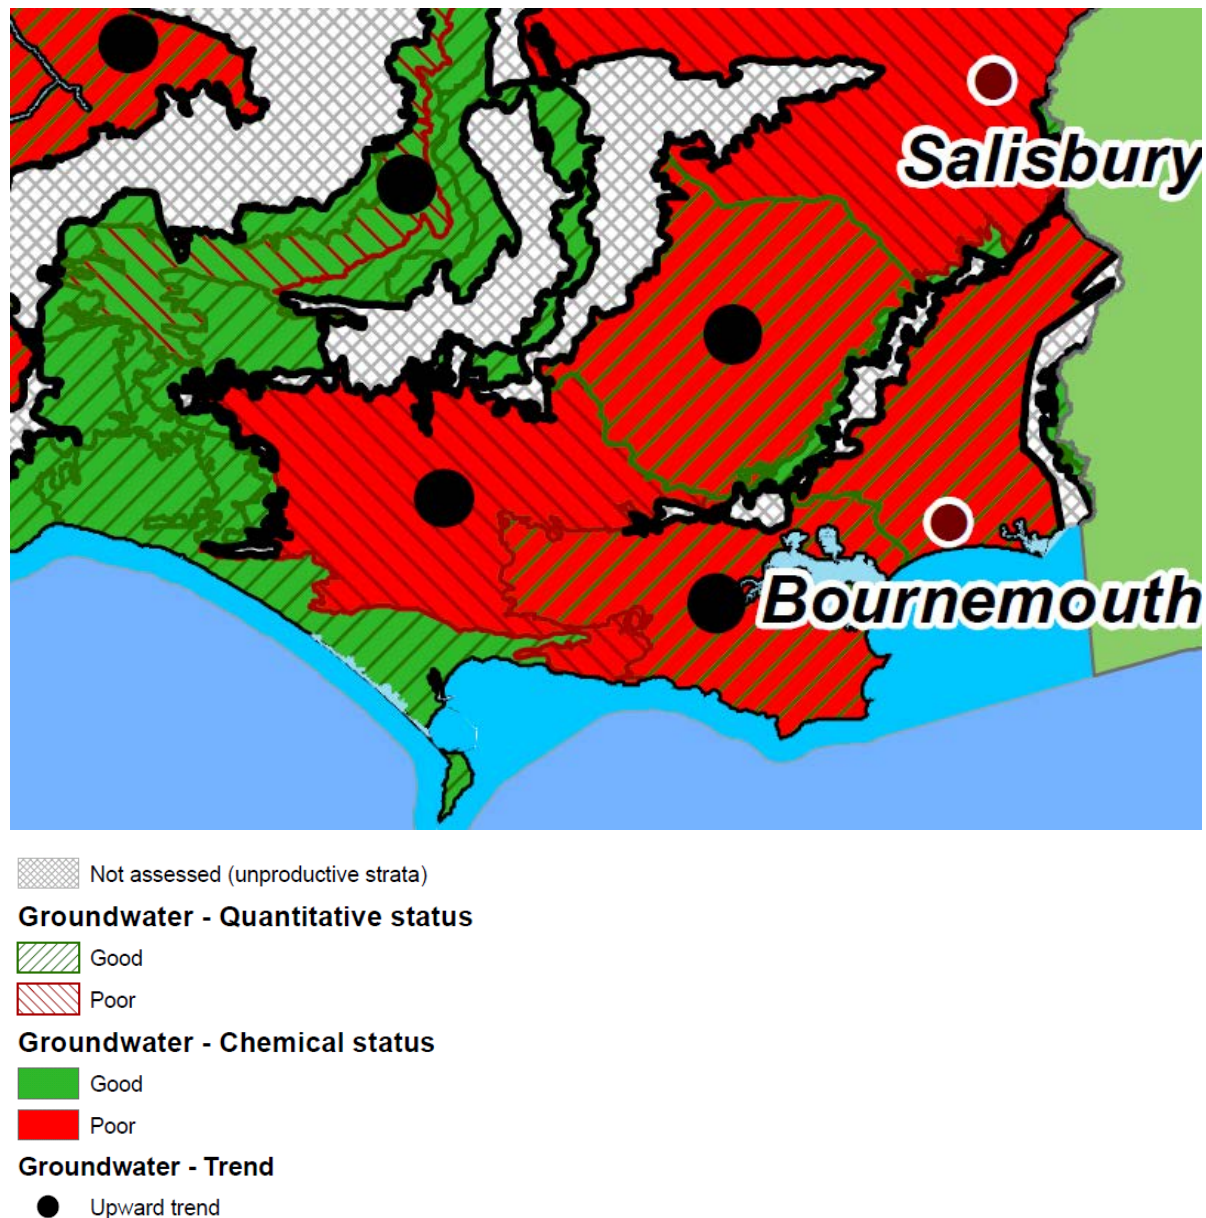 Salisbury
Bournemouth
Not assessed (unproductive strata)
Groundwater - Quantitative status
Good
Poor
Groundwater - Chemical status
Good
Poor
Groundwater - Trend
Upward trend